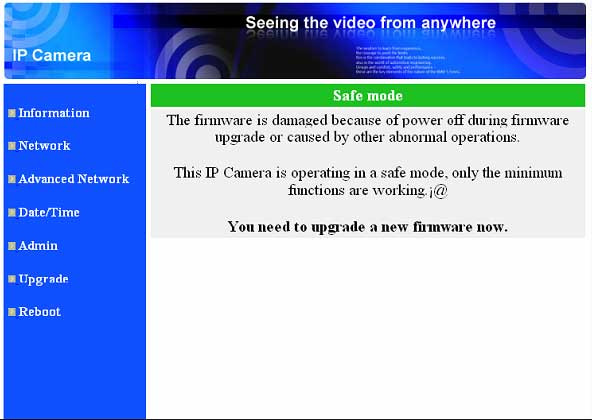 Seeing the video from anywhere
IP Camera
Information
Network
Advanced Network
Date/Time
Admin
Upgrade
Reboot
Safe mode
The firmware is damaged because of power off during firmware
upgrade or caused by other abnormal operations.
This IP Camera is operating in a safe mode, only the minimum
functions are working.¡@
You need to upgrade a new firmware now.